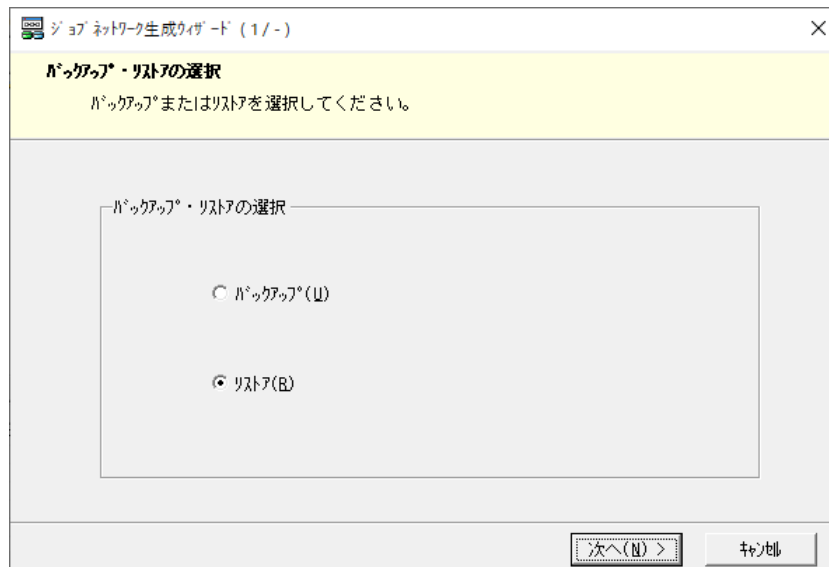 ｼﾞｮﾌﾞﾈｯﾄﾜｰｸ生成ｳｨｻﾞｰﾄﾞ ( 1 / - )
ﾊﾞｯｸｱｯﾌﾟ・ﾘｽﾄｱの選択
ﾊﾞｯｸｱｯﾌﾟまたはﾘｽﾄｱを選択してください。
ﾊﾞｯｸｱｯﾌﾟ・ﾘｽﾄｱの選択
ﾊﾞｯｸｱｯﾌﾟ(U)
ﾘｽﾄｱ(R)
次へ(N) >
ｷｬﾝｾﾙ